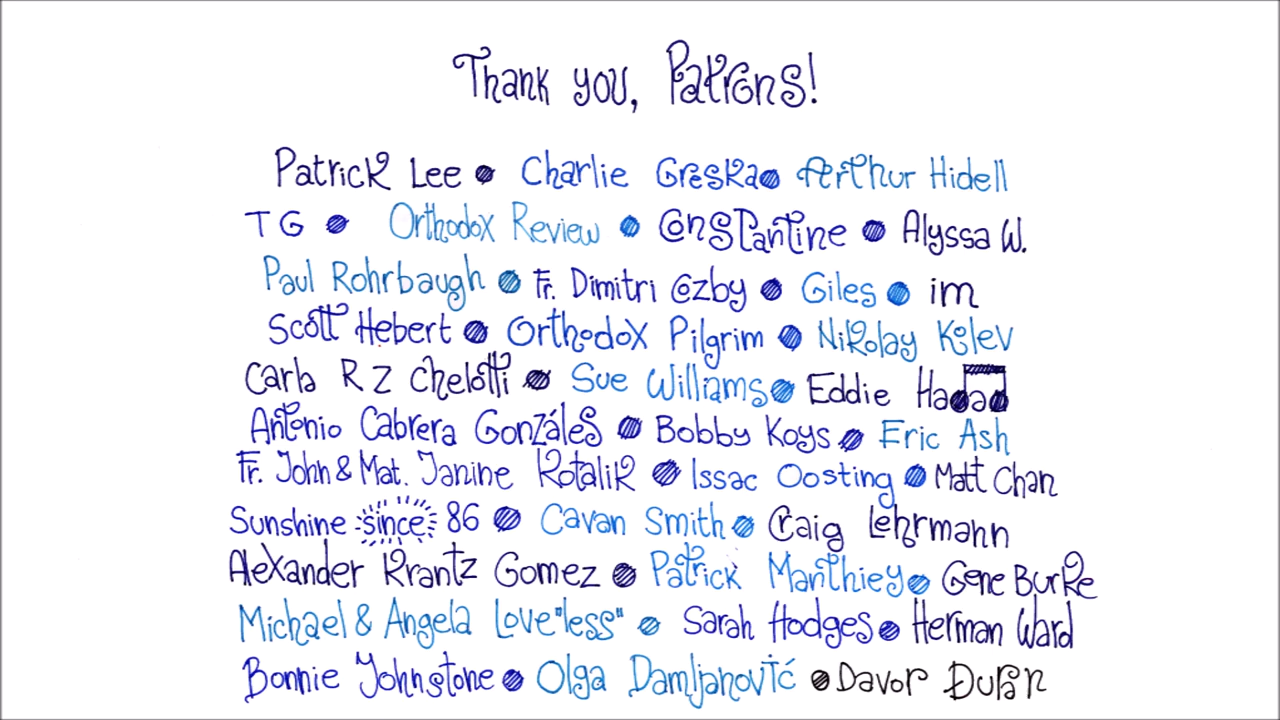 Thank you, Patrons!
Patrick Lee • Charlie Greska • Arthur Hidell
TG • Orthodox Review • Constantine • Alyssa W.
Paul Rohrbaugh • Fr. Dimitri Cozby • Giles • im
Scott Hebert • Orthodox Pilgrim • Nikolay Kolev
Carla R Z Chelotti • Sue Williams • Eddie Hadad
Antonio Cabrera Gonzáles • Bobby Koys • Eric Ash
Fr. John & Mat. Janine Kotalik • Issac Oosting • Matt Chan
Sunshine since 86 • Cavan Smith • Craig Lehrmann
Alexander Krantz Gomez • Patrick Manthiey • Gene Burke
Michael & Angela Love"less" • Sarah Hodges • Herman Ward
Bonnie Johnstone • Olga Damljanović • Davor